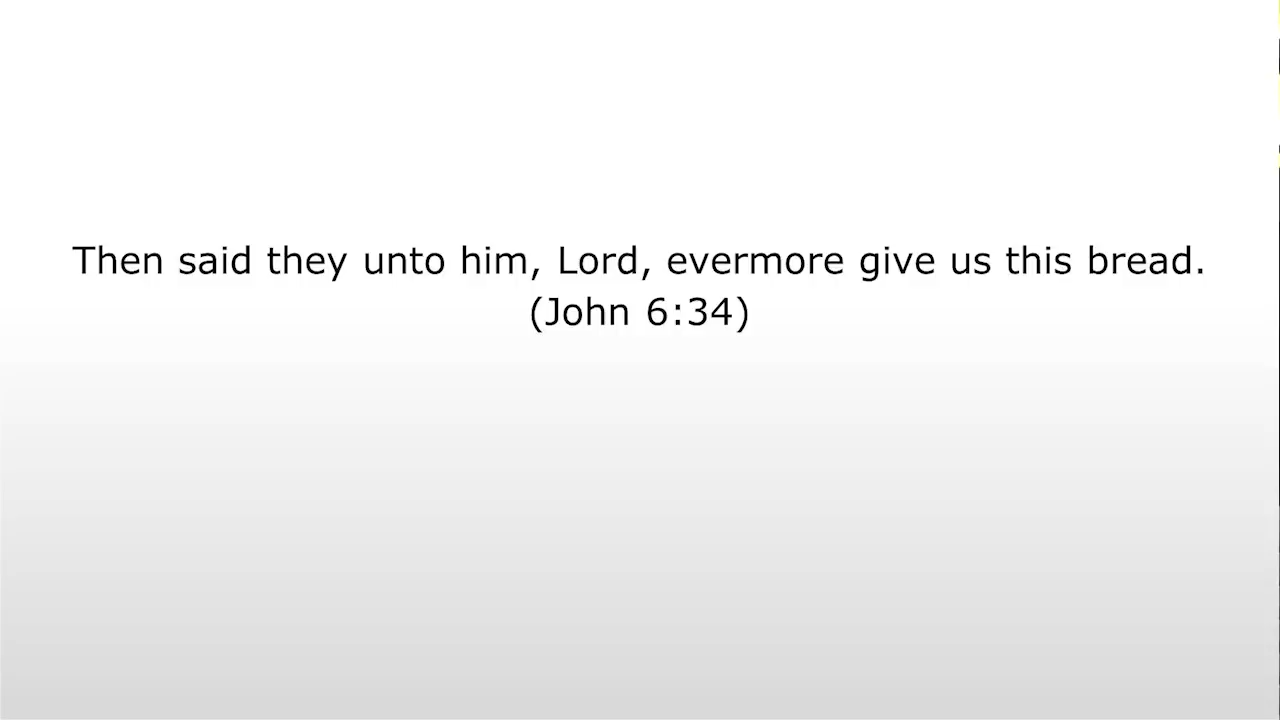 Then said they unto him, Lord, evermore give us this bread.
(John 6:34)